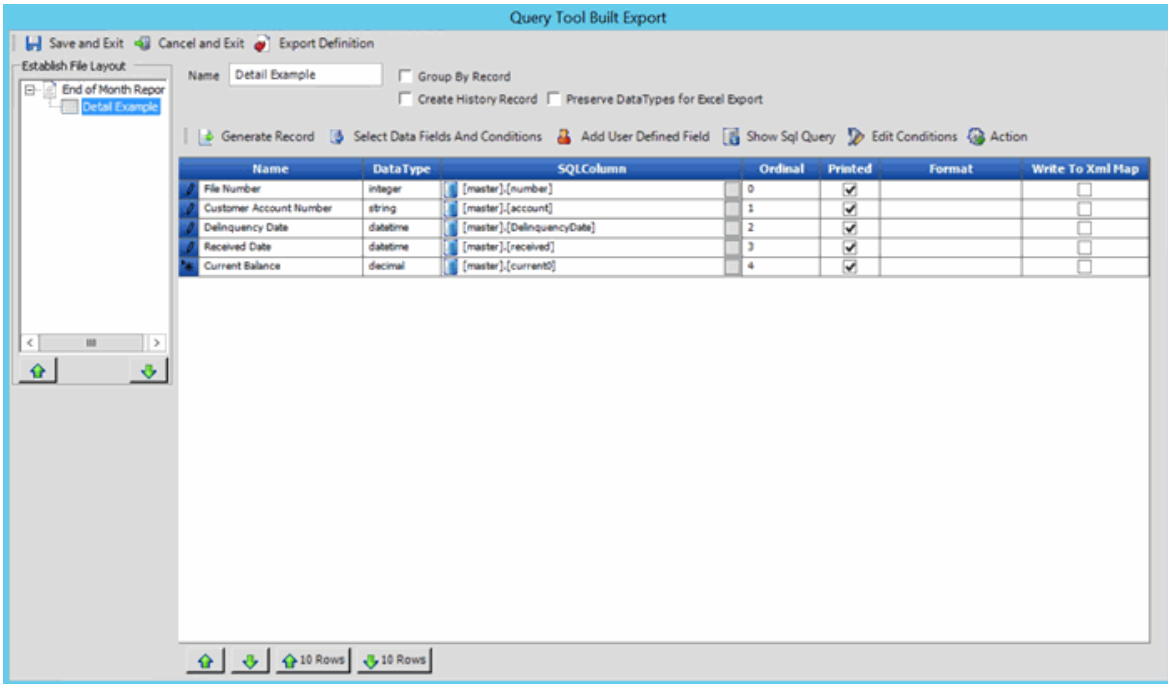 Query Tool Built Export
Save and Exit Cancel and Exit Export Definition
Establish File Layout
End of Month Repor
Detail Example
Name Detail Example Group By Record
Create History Record Preserve DataTypes for Excel Export
Generate Record Select Data Fields And Conditions Add User Defined Field Show Sql Query Edit Conditions Action
Name DataType SQLColumn Ordinal Printed Format Write To Xml Map
File Number integer [master].[number] 0
Customer Account Number string [master].[account] 1
Delinquency Date datetime [master].[DelinquencyDate] 2
Received Date datetime [master].[received] 3
Current Balance decimal [master].[current0] 4
10 Rows 10 Rows